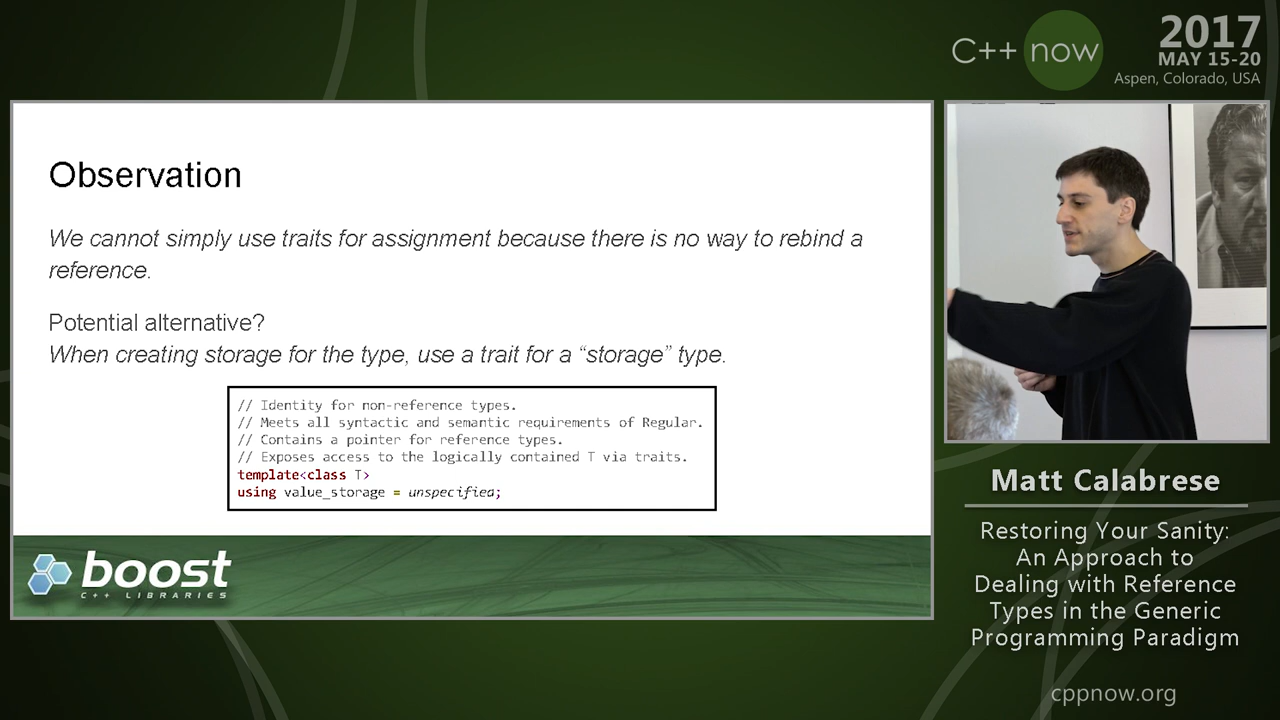 C++ now
2017
MAY 15-20
Aspen, Colorado, USA
Observation
We cannot simply use traits for assignment because there is no way to rebind a
reference.
Potential alternative?
When creating storage for the type, use a trait for a “storage” type.
// Identity for non-reference types.
// Meets all syntactic and semantic requirements of Regular.
// Contains a pointer for reference types.
// Exposes access to the logically contained T via traits.
template<class T>
using value_storage = unspecified;
boost
C++ LIBRARIES
Matt Calabrese
Restoring Your Sanity:
An Approach to
Dealing with Reference
Types in the Generic
Programming Paradigm
cppnow.org